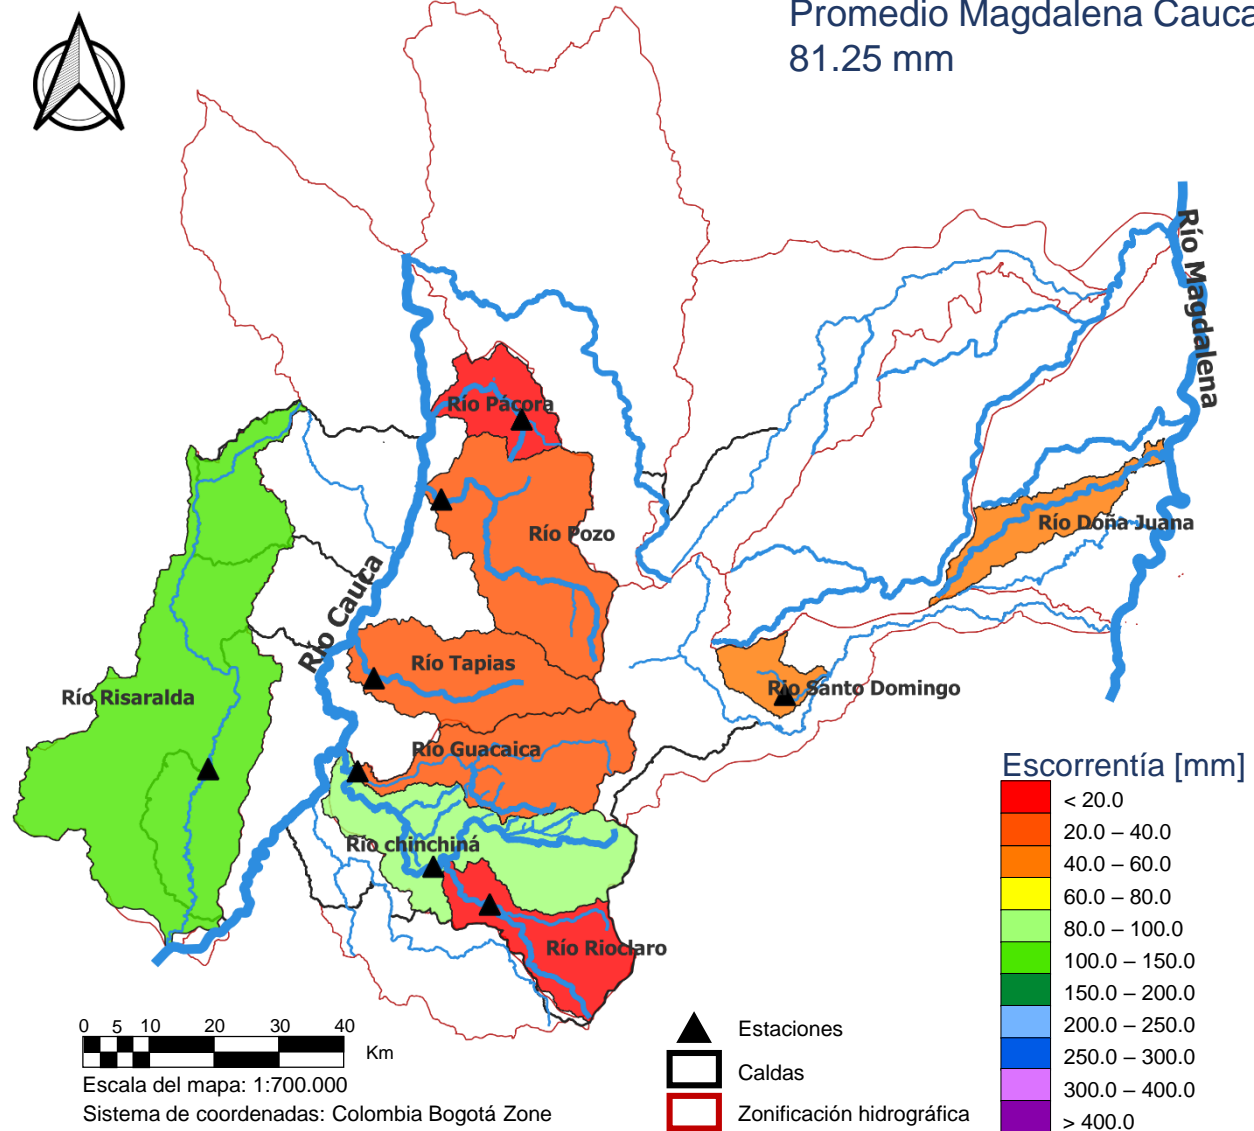 Promedio Magdalena Cauca
81.25 mm
Río Magdalena
Río Pácora
Río Pozo
Río Doña Juana
Río Cauca
Río Tapias
Río Risaralda
Río Santo Domingo
Río Guacaica
Río chinchiná
Río Rioclaro
Escorrentía [mm]
< 20.0
20.0 – 40.0
40.0 – 60.0
60.0 – 80.0
80.0 – 100.0
100.0 – 150.0
150.0 – 200.0
200.0 – 250.0
250.0 – 300.0
300.0 – 400.0
> 400.0
0 5 10 20 30 40
Km
Escala del mapa: 1:700.000
Sistema de coordenadas: Colombia Bogotá Zone
Estaciones
Caldas
Zonificación hidrográfica